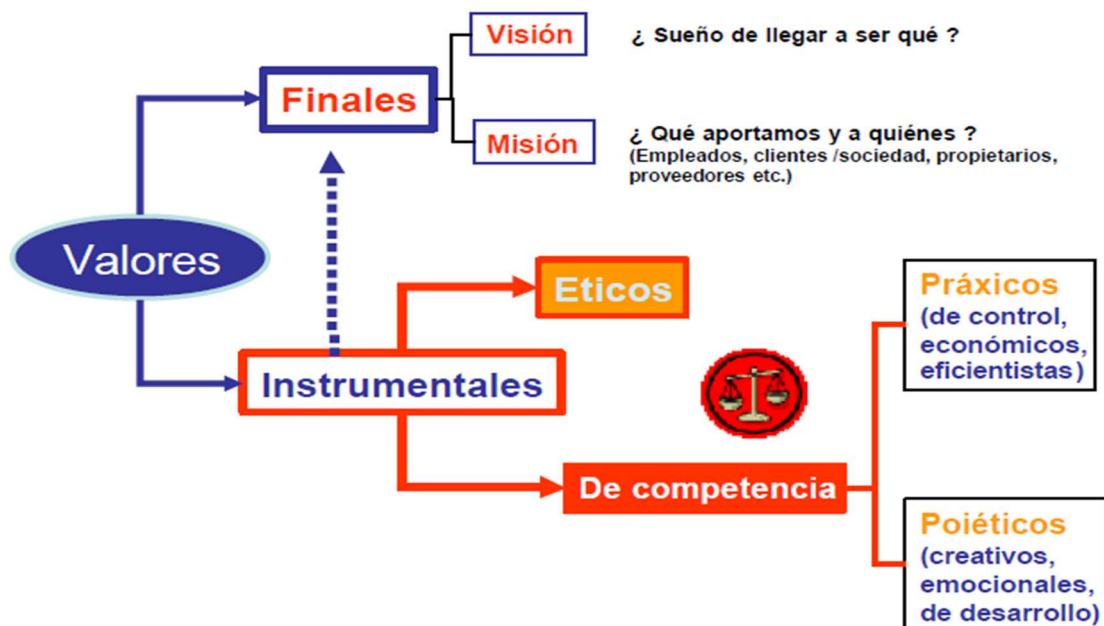 Visión
¿ Sueño de llegar a ser qué ?
Finales
Misión
¿ Qué aportamos y a quiénes ?
(Empleados, clientes /sociedad, propietarios,
proveedores etc.)
Valores
Eticos
Instrumentales
De competencia
Práxicos
(de control,
económicos,
eficientistas)
Poiéticos
(creativos,
emocionales,
de desarrollo)